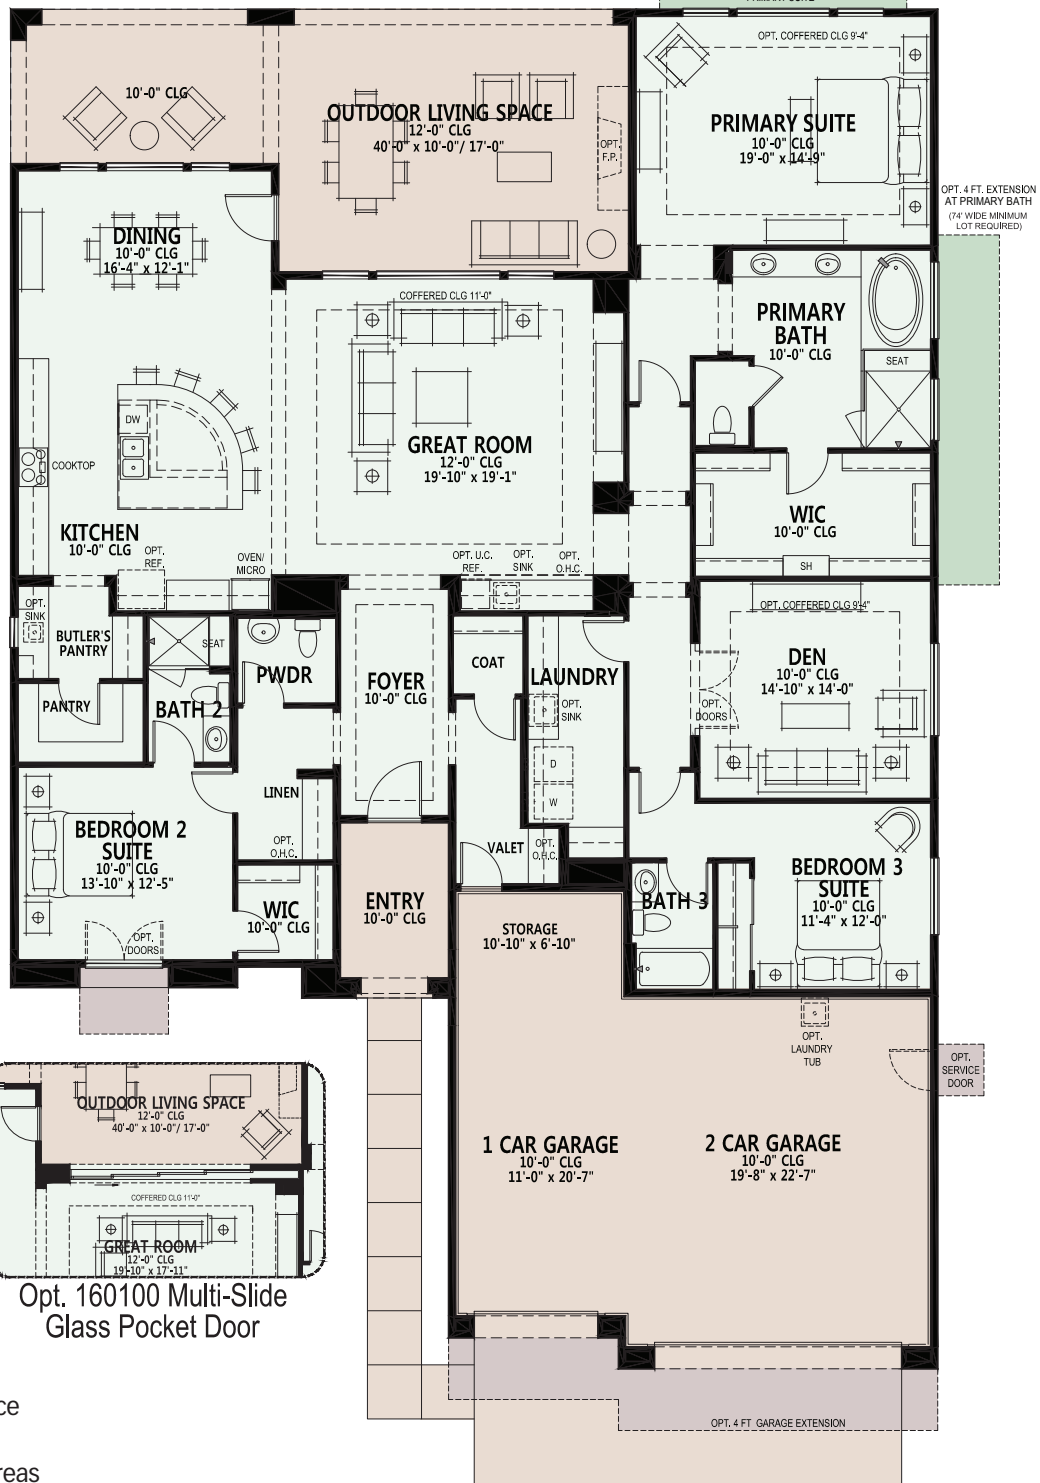 OPT. COFFERED CLG 9'-4"
10'-0" CLG
OUTDOOR LIVING SPACE
12'-0" CLG
40'-0" x 10'-0"/ 17'-0"
OPT.
F.P.
PRIMARY SUITE
10'-0" CLG
19'-0" x 14'-9"
OPT. 4 FT. EXTENSION
AT PRIMARY BATH
(74' WIDE MINIMUM
LOT REQUIRED)
DINING
10'-0" CLG
16'-4" x 12'-1"
COFFERED CLG 11'-0"
PRIMARY
BATH
10'-0" CLG
SEAT
DW
COOKTOP
GREAT ROOM
12'-0" CLG
19'-10" x 19'-1"
KITCHEN
10'-0" CLG
OPT.
REF.
OVEN/
MICRO
OPT. U.C.
REF.
OPT.
SINK
OPT.
O.H.C.
WIC
10'-0" CLG
SH
OPT.
SINK
BUTLER'S
PANTRY
SEAT
PWDR
FOYER
10'-0" CLG
COAT
LAUNDRY
OPT.
SINK
OPT. COFFERED CLG 9'-4"
DEN
10'-0" CLG
14'-10" x 14'-0"
OPT.
DOORS
PANTRY
BATH 2
D
W
LINEN
OPT.
O.H.C.
BEDROOM 2
SUITE
10'-0" CLG
13'-10" x 12'-5"
OPT.
DOORS
WIC
10'-0" CLG
ENTRY
10'-0" CLG
VALET
OPT.
O.H.C.
BATH 3
BEDROOM 3
SUITE
10'-0" CLG
11'-4" x 12'-0"
STORAGE
10'-10" x 6'-10"
OPT.
LAUNDRY
TUB
OPT.
SERVICE
DOOR
OUTDOOR LIVING SPACE
12'-0" CLG
40'-0" x 10'-0"/ 17'-0"
COFFERED CLG 11'-0"
GREAT ROOM
12'-0" CLG
19'-10" x 17'-11"
Opt. 160100 Multi-Slide
Glass Pocket Door
1 CAR GARAGE
10'-0" CLG
11'-0" x 20'-7"
2 CAR GARAGE
10'-0" CLG
19'-8" x 22'-7"
OPT. 4 FT GARAGE EXTENSION